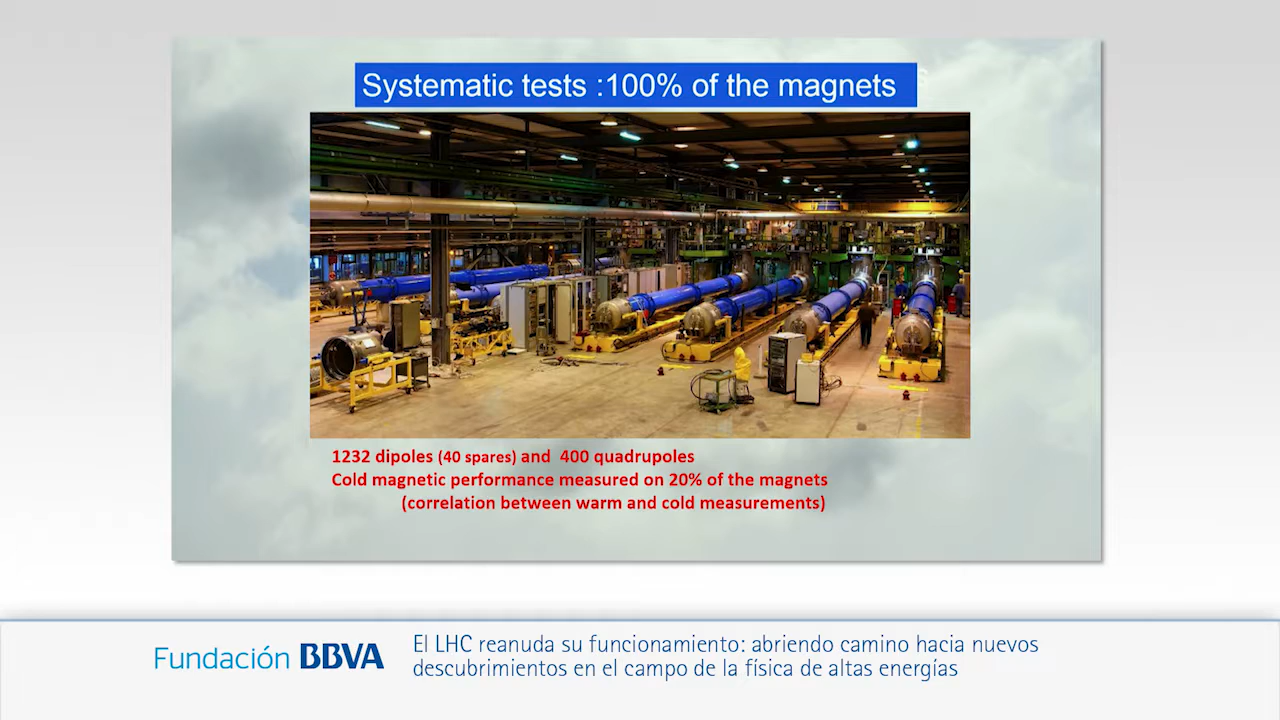 Systematic tests :100% of the magnets
1232 dipoles (40 spares) and 400 quadrupoles
Cold magnetic performance measured on 20% of the magnets
(correlation between warm and cold measurements)
Fundación BBVA
El LHC reanuda su funcionamiento: abriendo camino hacia nuevos
descubrimientos en el campo de la física de altas energías